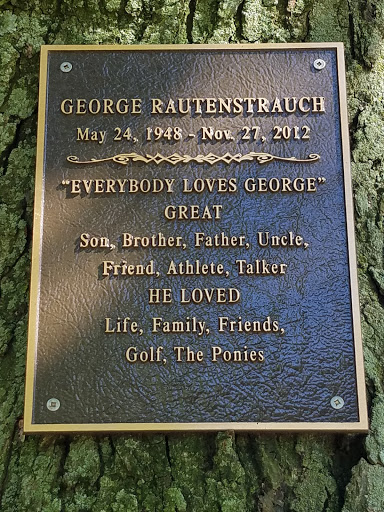 GEORGE RAUTENSTRAUCH
May 24, 1948 - Nov. 27, 2012
"EVERYBODY LOVES GEORGE"
GREAT
Son, Brother, Father, Uncle,
Friend, Athlete, Talker
HE LOVED
Life, Family, Friends,
Golf, The Ponies